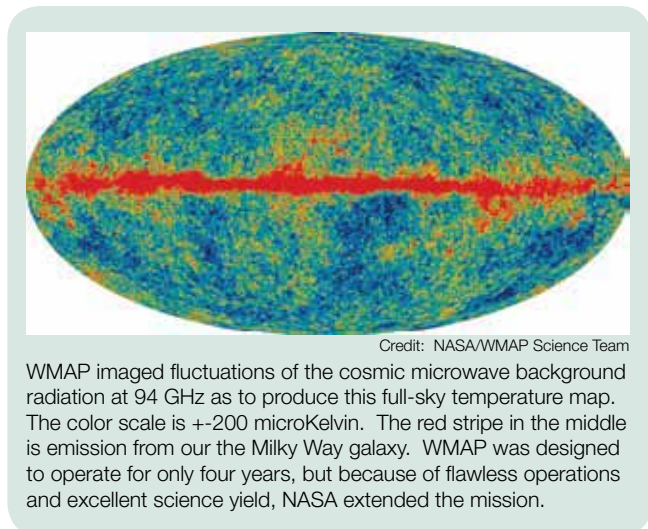 Credit: NASA/WMAP Science Team
WMAP imaged fluctuations of the cosmic microwave background
radiation at 94 GHz as to produce this full-sky temperature map.
The color scale is +-200 microKelvin. The red stripe in the middle
is emission from our the Milky Way galaxy. WMAP was designed
to operate for only four years, but because of flawless operations
and excellent science yield, NASA extended the mission.